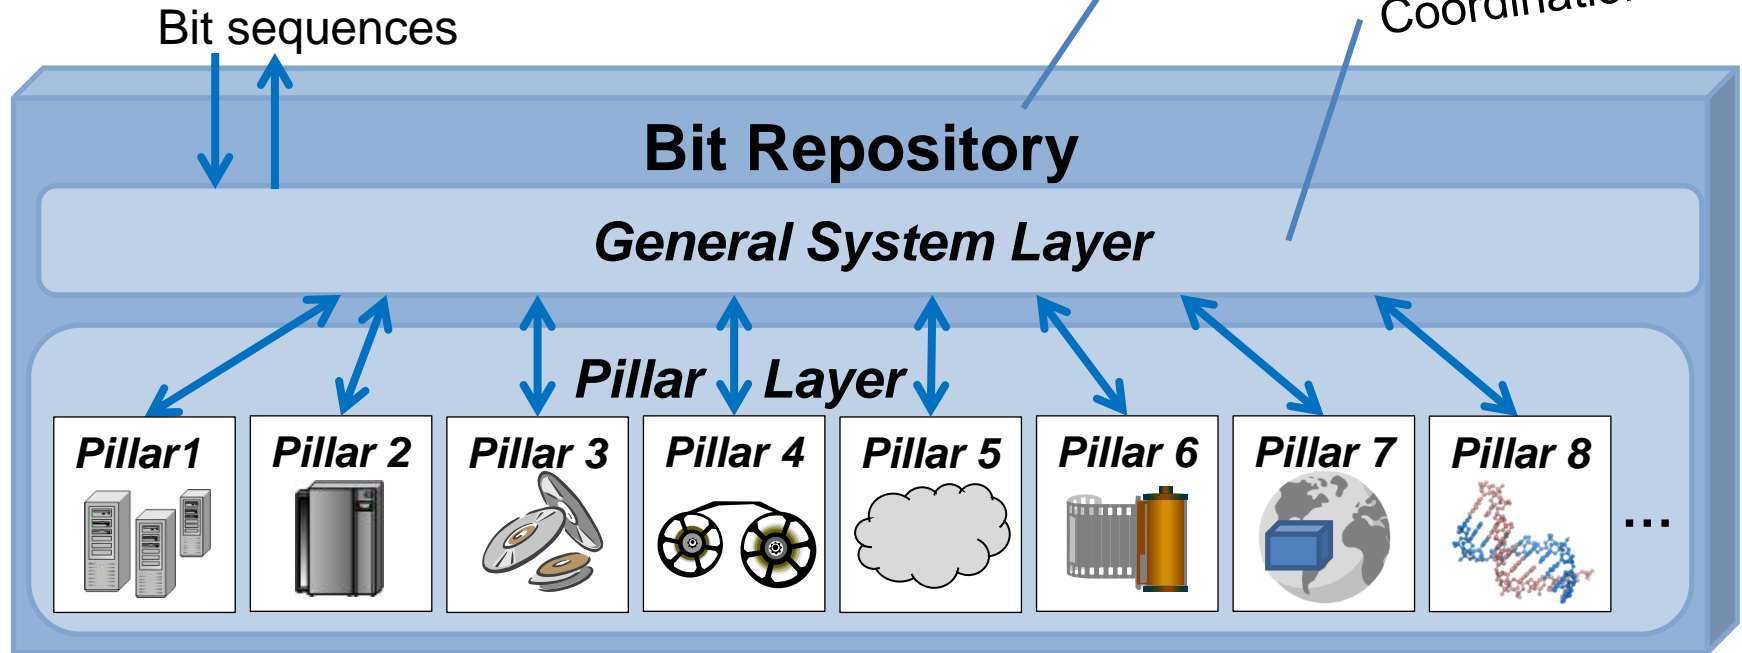 Bit sequences
Coordination
Bit Repository
General System Layer
Pillar Layer
Pillar1
Pillar 2
Pillar 3
Pillar 4
Pillar 5
Pillar 6
Pillar 7
Pillar 8
...